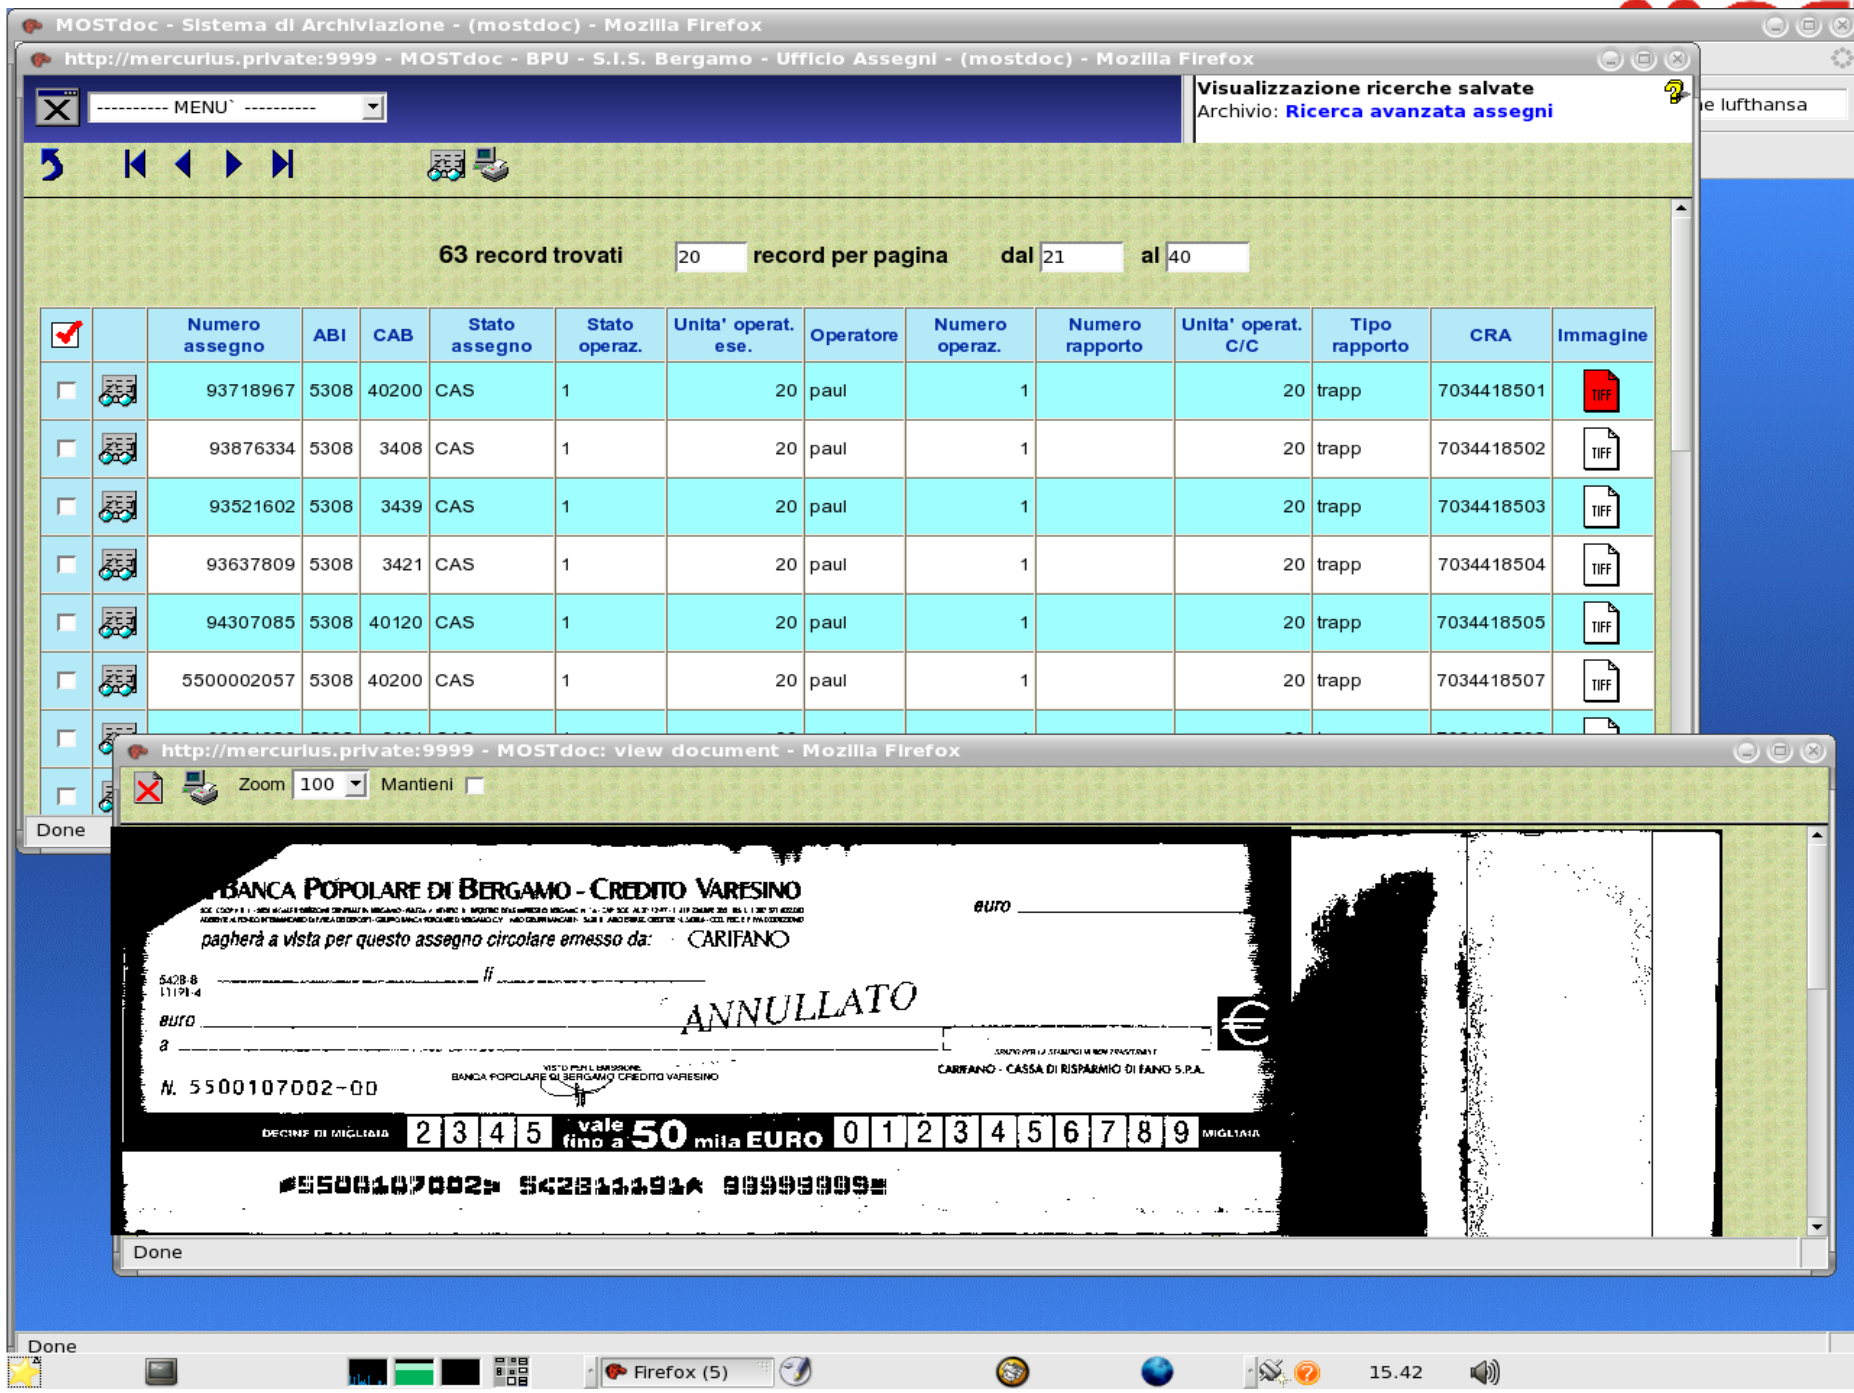 MOSTdoc - Sistema di Archiviazione - (mostdoc) - Mozilla Firefox
http://mercurius.private:9999 - MOSTdoc - BPU - S.I.S. Bergamo - Ufficio Assegni - (mostdoc) - Mozilla Firefox
---------- MENU` ----------
Visualizzazione ricerche salvate
Archivio: Ricerca avanzata assegni
lufthansa
63 record trovati 20 record per pagina dal 21 al 40
Numero assegno ABI CAB Stato assegno Stato operaz. Unita' operat. ese. Operatore Numero operaz. Numero rapporto Unita' operat. C/C Tipo rapporto CRA Immagine
93718967 5308 40200 CAS 1 20 paul 1 20 trapp 7034418501 TIFF
93876334 5308 3408 CAS 1 20 paul 1 20 trapp 7034418502 TIFF
93521602 5308 3439 CAS 1 20 paul 1 20 trapp 7034418503 TIFF
93637809 5308 3421 CAS 1 20 paul 1 20 trapp 7034418504 TIFF
94307085 5308 40120 CAS 1 20 paul 1 20 trapp 7034418505 TIFF
5500002057 5308 40200 CAS 1 20 paul 1 20 trapp 7034418507 TIFF
Done
http://mercurius.private:9999 - MOSTdoc: view document - Mozilla Firefox
Zoom 100 Mantieni
BANCA POPOLARE DI BERGAMO - CREDITO VARESINO
euro
pagherà a vista per questo assegno circolare emesso da: CARIFANO
5428-8
11191-4
lì
ANNULLATO
euro
a
€
VISTO PER L'EMISSIONE
BANCA POPOLARE DI BERGAMO CREDITO VARESINO
CARIFANO - CASSA DI RISPARMIO DI FANO S.P.A.
N. 5500107002-00
DECINE DI MIGLIAIA 2 3 4 5 vale fino a 50 mila EURO 0 1 2 3 4 5 6 7 8 9 MIGLIAIA
Done
Done
Firefox (5)
15.42